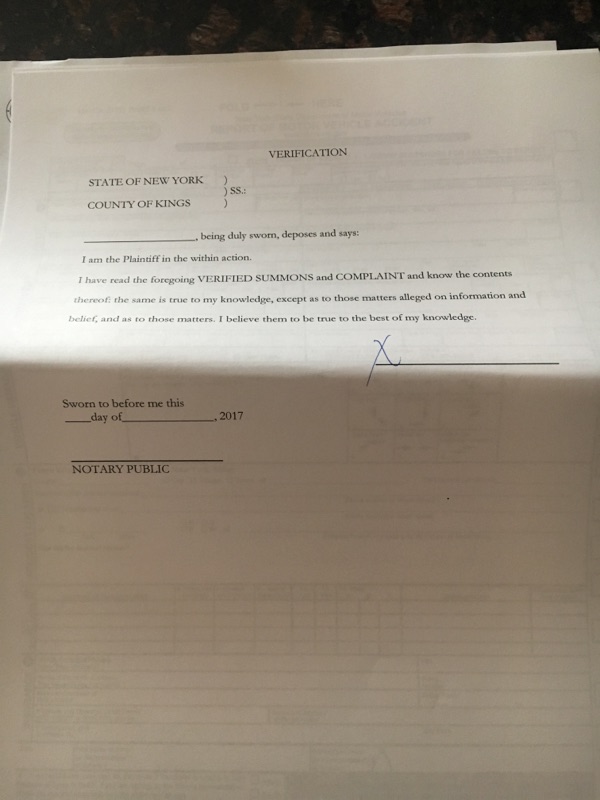 VERIFICATION
STATE OF NEW YORK )
) SS.:
COUNTY OF KINGS )
____________________, being duly sworn, deposes and says:
I am the Plaintiff in the within action.
I have read the foregoing VERIFIED SUMMONS and COMPLAINT and know the contents
thereof: the same is true to my knowledge, except as to those matters alleged on information and
belief, and as to those matters. I believe them to be true to the best of my knowledge.
X____________________
Sworn to before me this
____day of______________, 2017
NOTARY PUBLIC